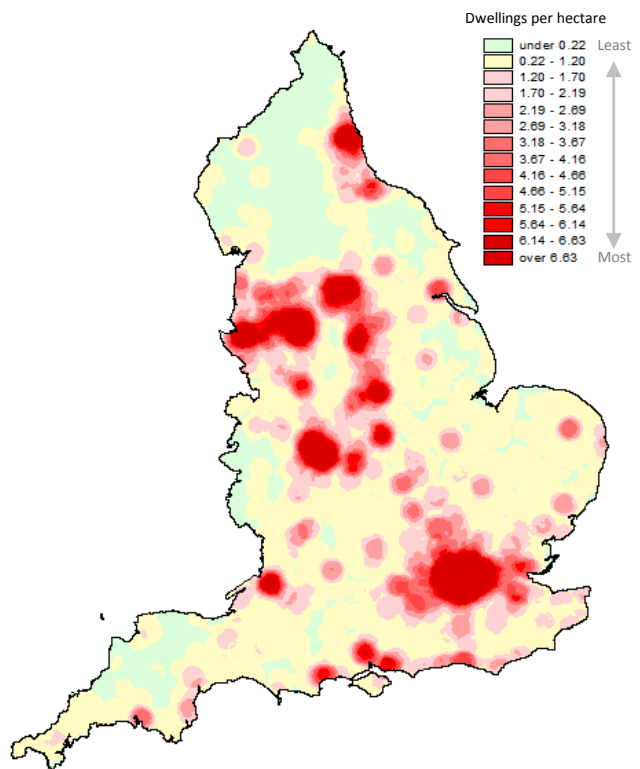 Dwellings per hectare
under 0.22 Least
0.22 - 1.20
1.20 - 1.70
1.70 - 2.19
2.19 - 2.69
2.69 - 3.18
3.18 - 3.67
3.67 - 4.16
4.16 - 4.66
4.66 - 5.15
5.15 - 5.64
5.64 - 6.14
6.14 - 6.63
over 6.63 Most